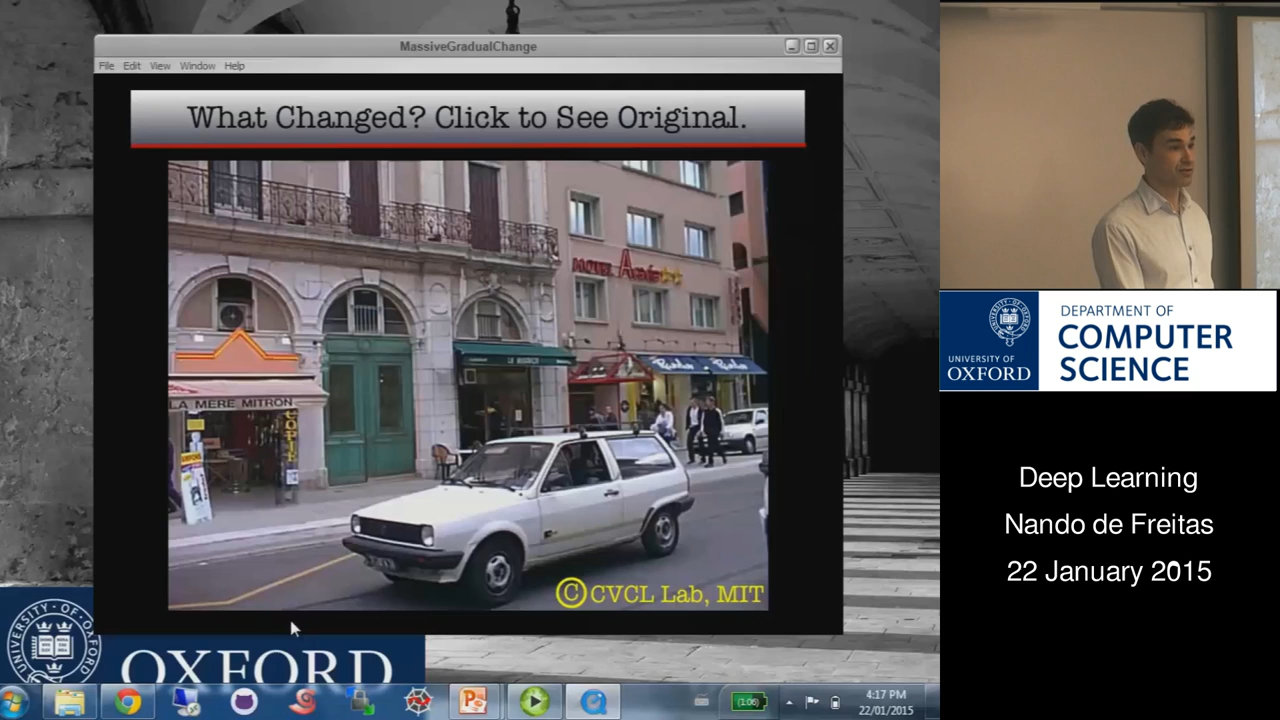 MassiveGradualChange
File Edit View Window Help
What Changed? Click to See Original.
HOTEL
LA MERE MITRON
© CVCL Lab, MIT
OXFORD
4:17 PM
22/01/2015
(1:06)
UNIVERSITY OF
OXFORD
DEPARTMENT OF
COMPUTER
SCIENCE
Deep Learning
Nando de Freitas
22 January 2015